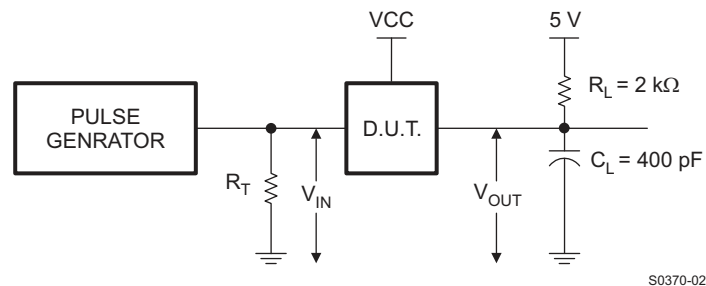 VCC
5 V
R_L = 2 kΩ
PULSE
GENRATOR
D.U.T.
R_T
V_IN
V_OUT
C_L = 400 pF
S0370-02